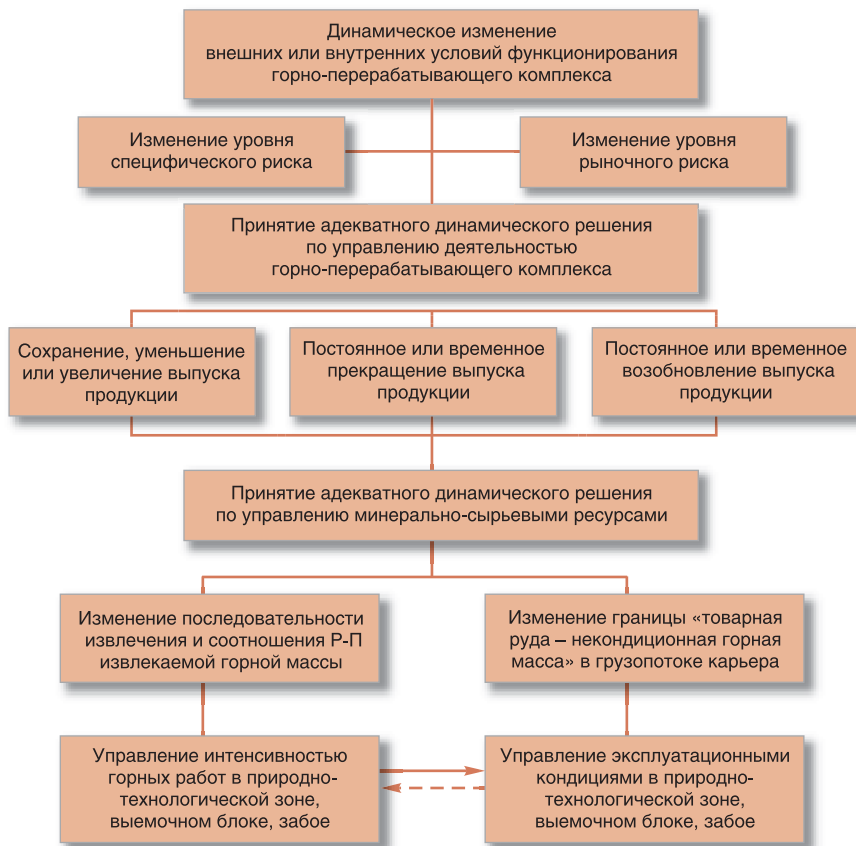 Динамическое изменение
внешних или внутренних условий функционирования
горно-перерабатывающего комплекса
Изменение уровня
специфического риска
Изменение уровня
рыночного риска
Принятие адекватного динамического решения
по управлению деятельностью
горно-перерабатывающего комплекса
Сохранение, уменьшение
или увеличение выпуска
продукции
Постоянное или временное
прекращение выпуска
продукции
Постоянное или временное
возобновление выпуска
продукции
Принятие адекватного динамического решения
по управлению минерально-сырьевыми ресурсами
Изменение последовательности
извлечения и соотношения Р-П
извлекаемой горной массы
Изменение границы «товарная
руда – некондиционная горная
масса» в грузопотоке карьера
Управление интенсивностью
горных работ в природно-
технологической зоне,
выемочном блоке, забое
Управление эксплуатационными
кондициями в природно-
технологической зоне,
выемочном блоке, забое